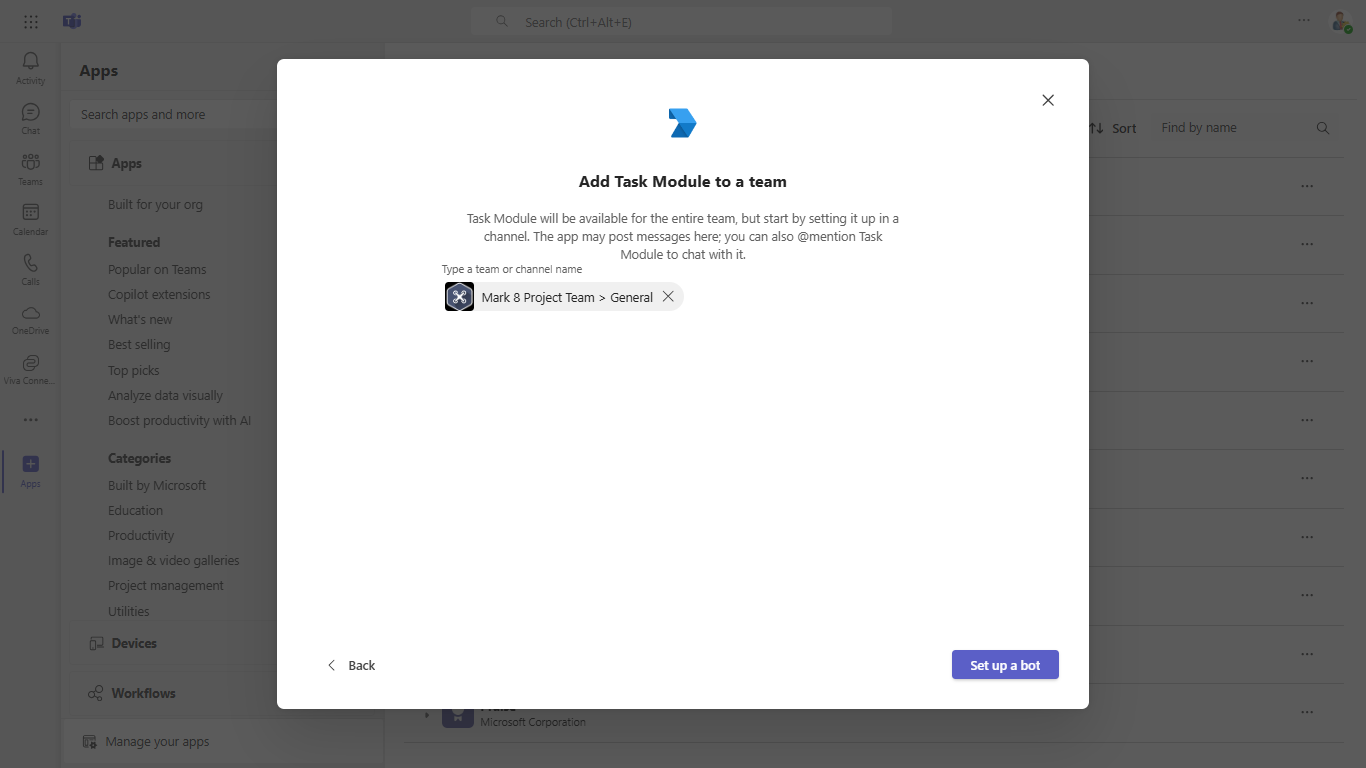 Search (Ctrl+Alt+E)
Activity
Chat
Teams
Calendar
Calls
OneDrive
Viva Conne...
Apps
Apps
Search apps and more
Apps
Built for your org
Featured
Popular on Teams
Copilot extensions
What's new
Best selling
Top picks
Analyze data visually
Boost productivity with AI
Categories
Built by Microsoft
Education
Productivity
Image & video galleries
Project management
Utilities
Devices
Workflows
Manage your apps
Sort
Find by name
Add Task Module to a team
Task Module will be available for the entire team, but start by setting it up in a
channel. The app may post messages here; you can also @mention Task
Module to chat with it.
Type a team or channel name
Mark 8 Project Team > General
Back
Set up a bot
Microsoft Corporation